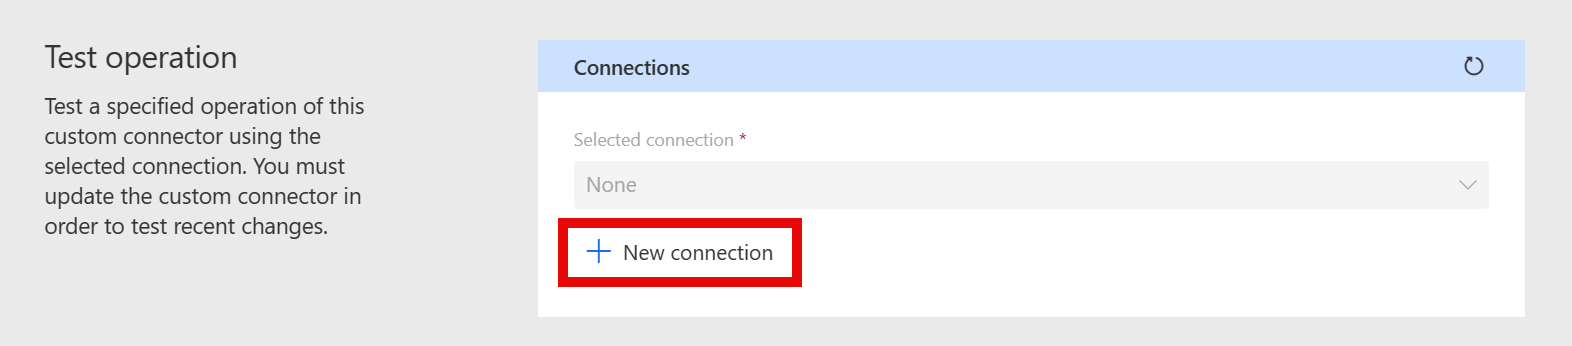 Test operation
Test a specified operation of this
custom connector using the
selected connection. You must
update the custom connector in
order to test recent changes.
Connections
Selected connection *
None
New connection